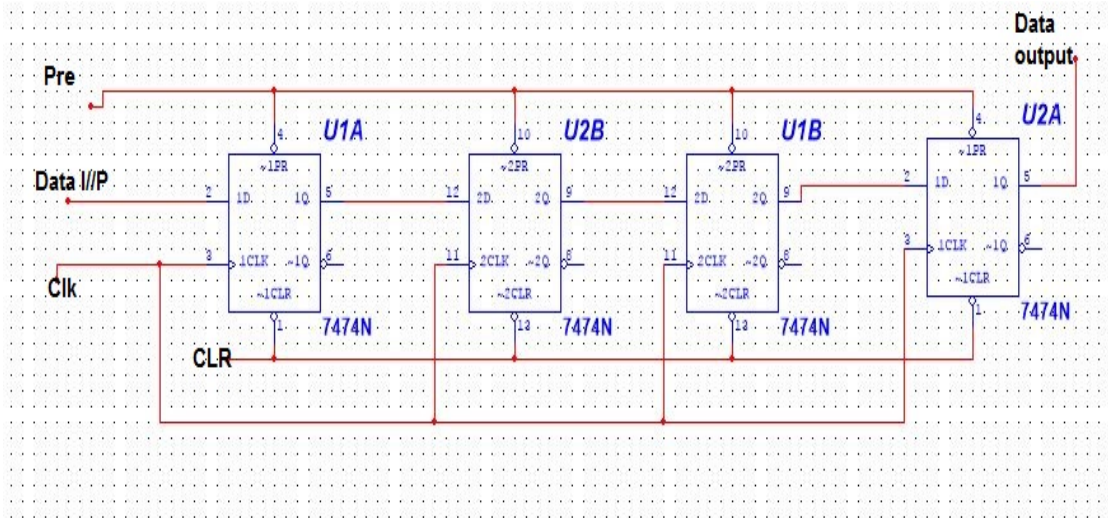 Data
output
Pre
4
U1A
10
U2B
10
U1B
4
U2A
~1PR
~2PR
~2PR
~1PR
Data I//P
2
1D
1Q
5
12
2D
2Q
9
12
2D
2Q
9
2
1D
1Q
5
3
1CLK
~1Q
6
11
2CLK
~2Q
8
11
2CLK
~2Q
8
3
1CLK
~1Q
6
Clk
~1CLR
~2CLR
~2CLR
~1CLR
1
7474N
13
7474N
13
7474N
1
7474N
CLR